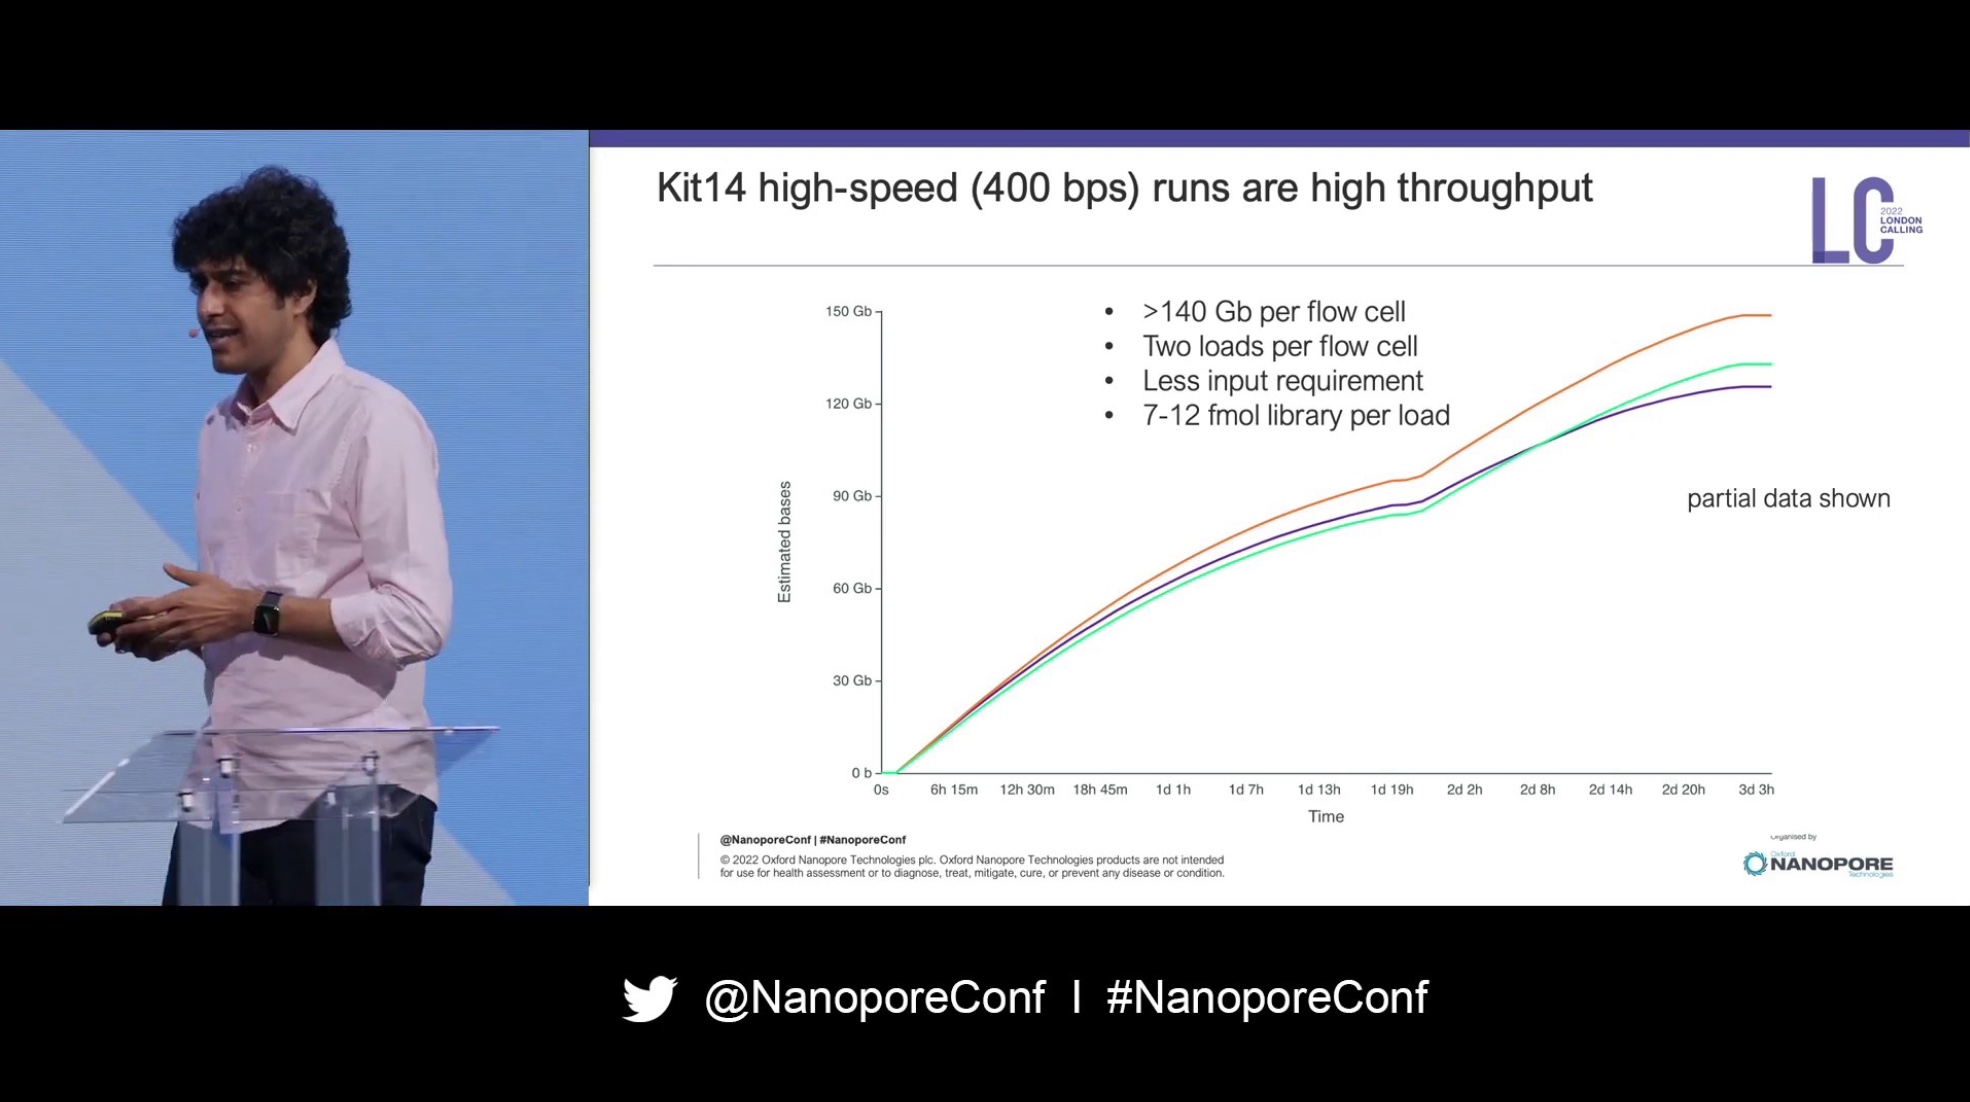 Kit14 high-speed (400 bps) runs are high throughput
LC
2022
LONDON
CALLING
• >140 Gb per flow cell
• Two loads per flow cell
• Less input requirement
• 7-12 fmol library per load
150 Gb
120 Gb
90 Gb
60 Gb
30 Gb
0 b
Estimated bases
partial data shown
0s 6h 15m 12h 30m 18h 45m 1d 1h 1d 7h 1d 13h 1d 19h 2d 2h 2d 8h 2d 14h 2d 20h 3d 3h
Time
@NanoporeConf | #NanoporeConf
© 2022 Oxford Nanopore Technologies plc. Oxford Nanopore Technologies products are not intended
for use for health assessment or to diagnose, treat, mitigate, cure, or prevent any disease or condition.
Organised by
Oxford
NANOPORE
Technologies
@NanoporeConf | #NanoporeConf